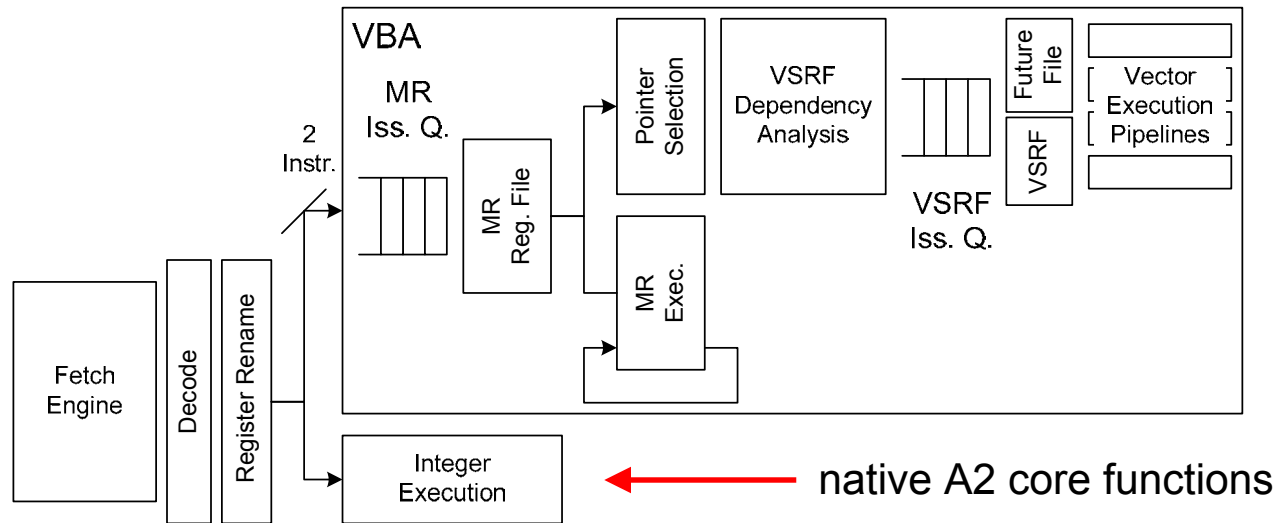 VBA
MR
Iss. Q.
2
Instr.
MR
Reg. File
Pointer
Selection
MR
Exec.
VSRF
Dependency
Analysis
VSRF
Iss. Q.
Future
File
VSRF
Vector
Execution
Pipelines
Fetch
Engine
Decode
Register Rename
Integer
Execution
native A2 core functions